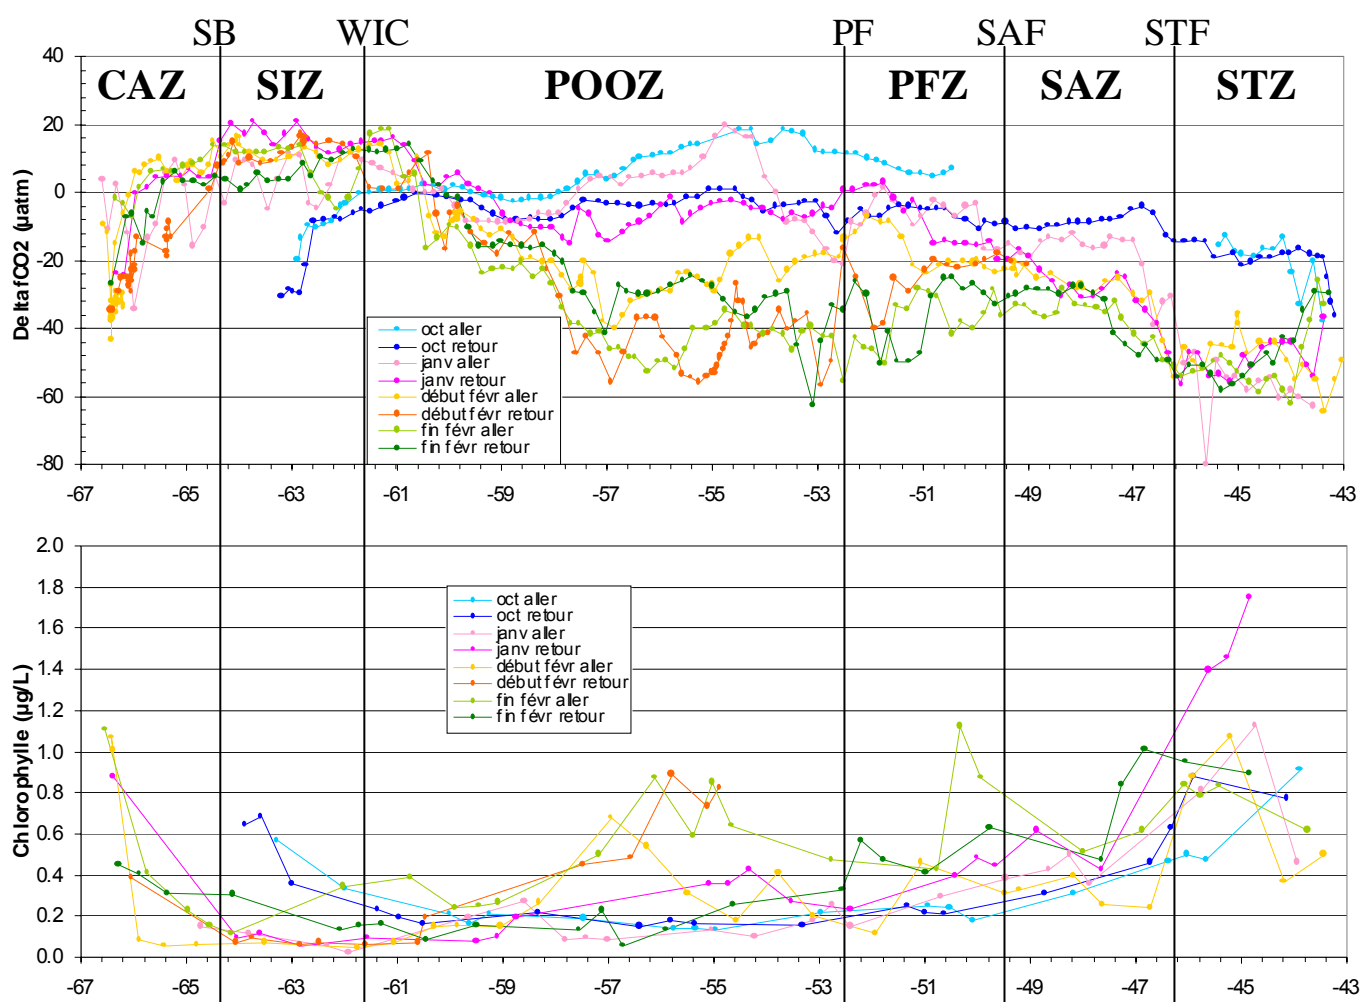 SB WIC PF SAF STF
CAZ SIZ POOZ PFZ SAZ STZ
40
20
0
-20
-40
-60
-80
Delta fCO2 (µatm)
oct aller
oct retour
janv aller
janv retour
début févr aller
début févr retour
fin févr aller
fin févr retour
-67 -65 -63 -61 -59 -57 -55 -53 -51 -49 -47 -45 -43
2.0
1.8
1.6
1.4
1.2
1.0
0.8
0.6
0.4
0.2
0.0
Chlorophylle (µg/L)
oct aller
oct retour
janv aller
janv retour
début févr aller
début févr retour
fin févr aller
fin févr retour
-67 -65 -63 -61 -59 -57 -55 -53 -51 -49 -47 -45 -43